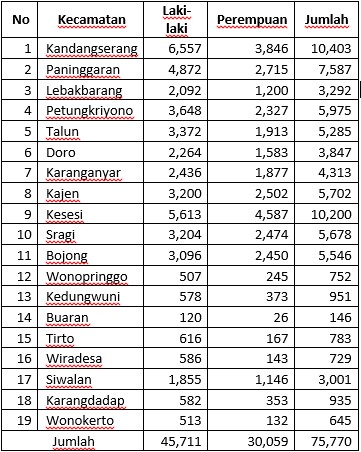 No Kecamatan Laki-
laki Perempuan Jumlah
1 Kandangserang 6,557 3,846 10,403
2 Paninggaran 4,872 2,715 7,587
3 Lebakbarang 2,092 1,200 3,292
4 Petungkriyono 3,648 2,327 5,975
5 Talun 3,372 1,913 5,285
6 Doro 2,264 1,583 3,847
7 Karanganyar 2,436 1,877 4,313
8 Kajen 3,200 2,502 5,702
9 Kesesi 5,613 4,587 10,200
10 Sragi 3,204 2,474 5,678
11 Bojong 3,096 2,450 5,546
12 Wonopringgo 507 245 752
13 Kedungwuni 578 373 951
14 Buaran 120 26 146
15 Tirto 616 167 783
16 Wiradesa 586 143 729
17 Siwalan 1,855 1,146 3,001
18 Karangdadap 582 353 935
19 Wonokerto 513 132 645
Jumlah 45,711 30,059 75,770